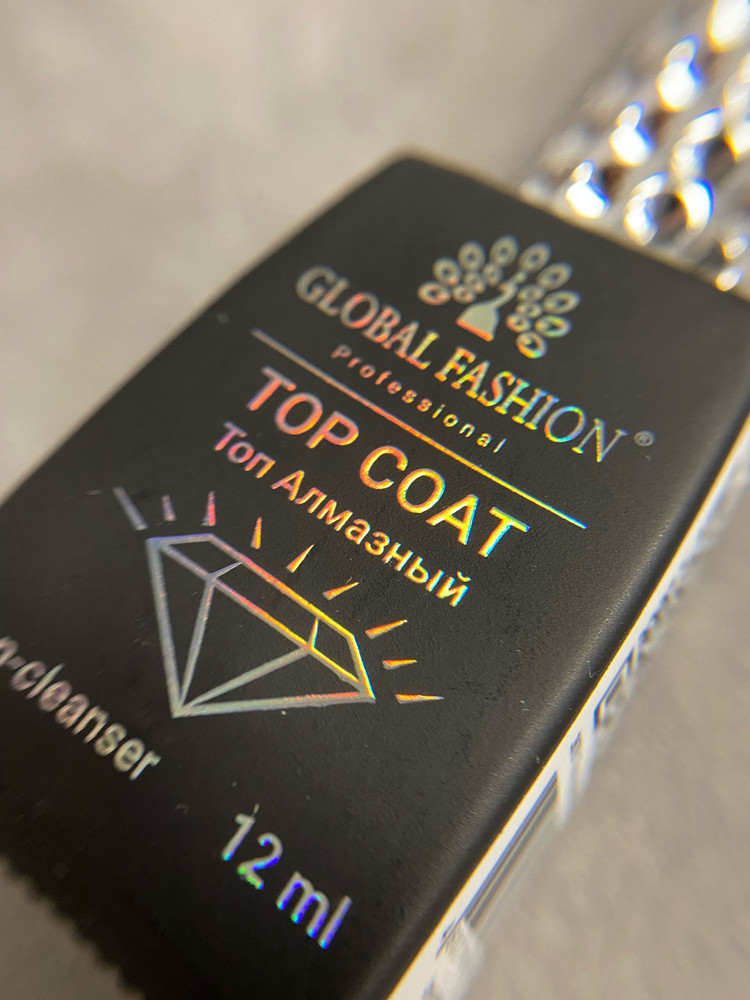 GLOBAL FASHION ®
Professional
TOP COAT
Топ Алмазный
n-cleanser
12 ml